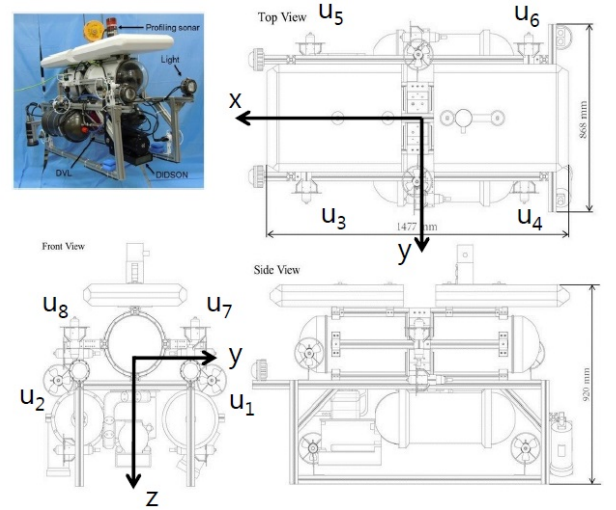 Profiling sonar
Light
DVL
DIDSON
Top View
u5
u6
x
868 mm
u3
u4
1477 mm
y
Front View
u8
u7
y
u2
u1
z
Side View
920 mm